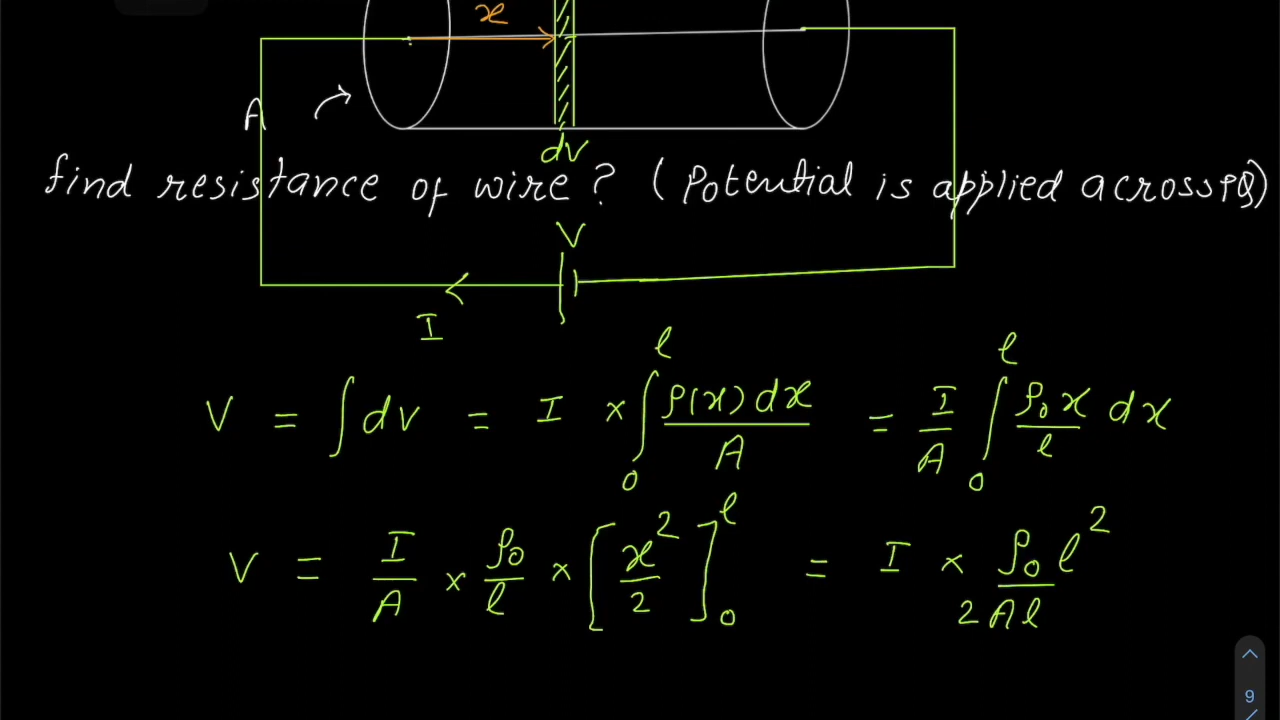 x
A
dV
find resistance of wire? (Potential is applied across PQ)
V
I
V = ∫dv = I × ∫₀ˡ ρ(x)dx / A = I/A ∫₀ˡ ρ₀x/l dx
V = I/A × ρ₀/l × [x²/2]₀ˡ = I × ρ₀l² / 2Al
9